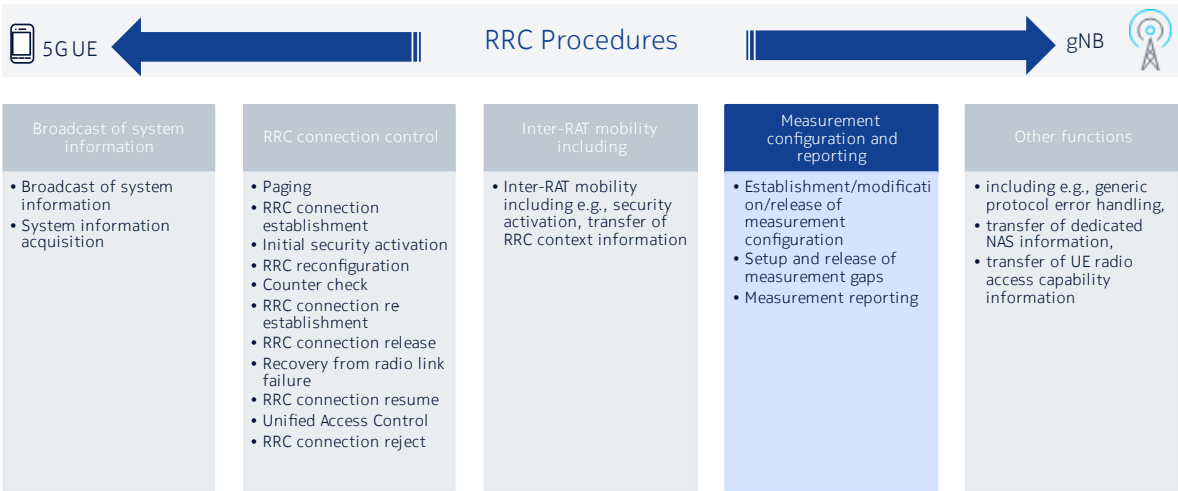 5G UE
RRC Procedures
gNB
Broadcast of system
information
• Broadcast of system
information
• System information
acquisition
RRC connection control
• Paging
• RRC connection
establishment
• Initial security activation
• RRC reconfiguration
• Counter check
• RRC connection re
establishment
• RRC connection release
• Recovery from radio link
failure
• RRC connection resume
• Unified Access Control
• RRC connection reject
Inter-RAT mobility
including
• Inter-RAT mobility
including e.g., security
activation, transfer of
RRC context information
Measurement
configuration and
reporting
• Establishment/modificati
on/release of
measurement
configuration
• Setup and release of
measurement gaps
• Measurement reporting
Other functions
• including e.g., generic
protocol error handling,
• transfer of dedicated
NAS information,
• transfer of UE radio
access capability
information